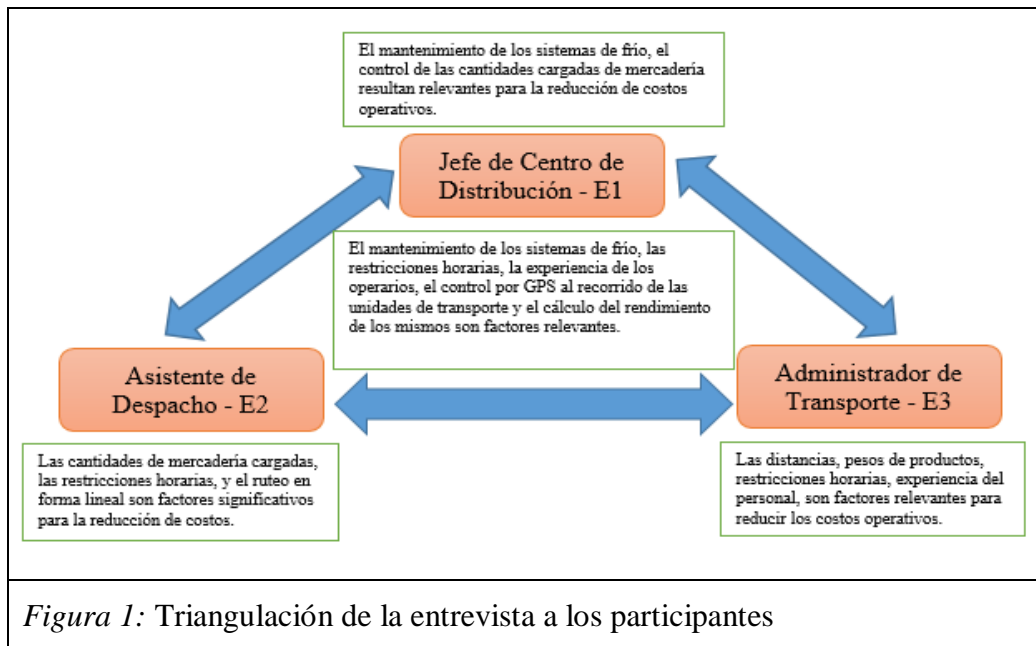 El mantenimiento de los sistemas de frío, el
control de las cantidades cargadas de mercadería
resultan relevantes para la reducción de costos
operativos.
Jefe de Centro de
Distribución - E1
El mantenimiento de los sistemas de frío, las
restricciones horarias, la experiencia de los
operarios, el control por GPS al recorrido de las
unidades de transporte y el cálculo del rendimiento
de los mismos son factores relevantes.
Asistente de
Despacho - E2
Administrador de
Transporte - E3
Las cantidades de mercadería cargadas,
las restricciones horarias, y el ruteo en
forma lineal son factores significativos
para la reducción de costos.
Las distancias, pesos de productos,
restricciones horarias, experiencia del
personal, son factores relevantes para
reducir los costos operativos.
Figura 1: Triangulación de la entrevista a los participantes